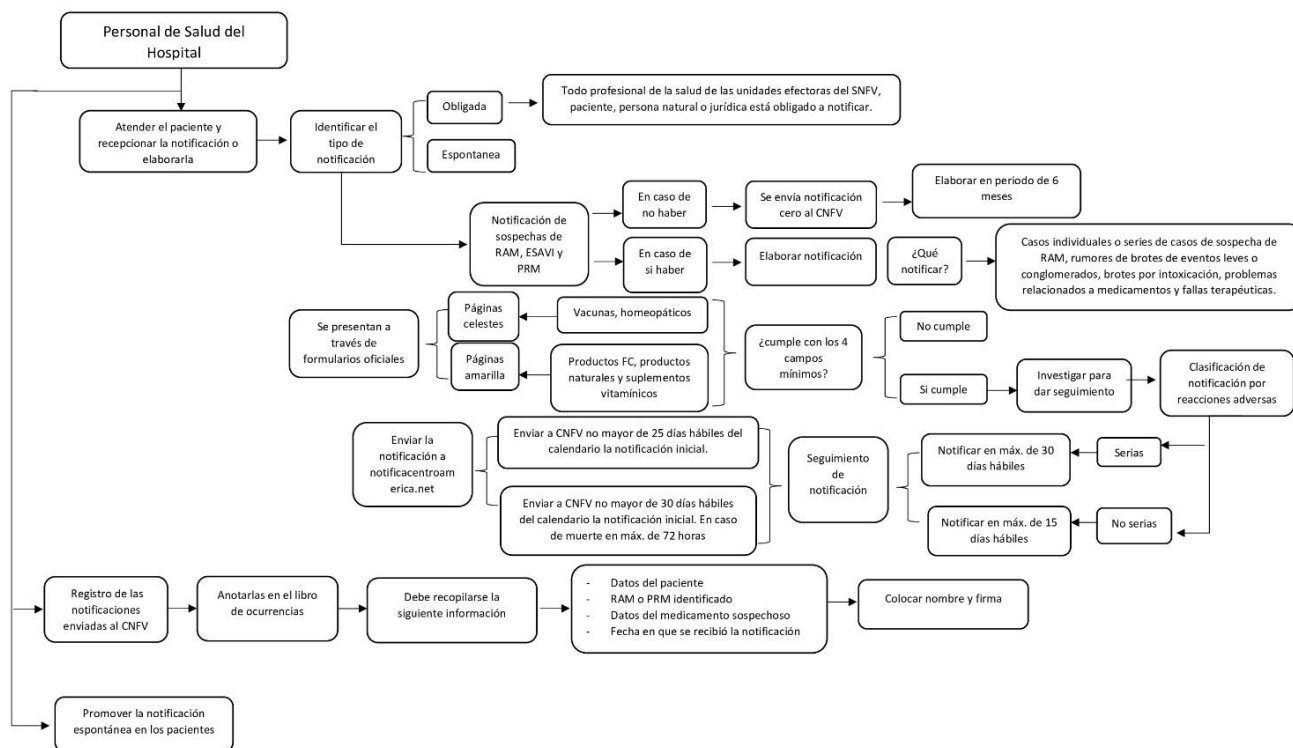 Personal de Salud del
Hospital
Atender el paciente y
recepcionar la notificación o
elaborarla
Identificar el
tipo de
notificación
Obligada
Todo profesional de la salud de las unidades efectoras del SNFV,
paciente, persona natural o jurídica está obligado a notificar.
Espontanea
Notificación de
sospechas de
RAM, ESAVI y
PRM
En caso de
no haber
Se envía notificación
cero al CNFV
Elaborar en periodo de 6
meses
En caso de
si haber
Elaborar notificación
¿Qué
notificar?
Casos individuales o series de casos de sospecha de
RAM, rumores de brotes de eventos leves o
conglomerados, brotes por intoxicación, problemas
relacionados a medicamentos y fallas terapéuticas.
Se presentan a
través de
formularios oficiales
Páginas
celestes
Vacunas, homeopáticos
Páginas
amarilla
Productos FC, productos
naturales y suplementos
vitamínicos
¿cumple con los 4
campos
mínimos?
No cumple
Si cumple
Investigar para
dar seguimiento
Clasificación de
notificación por
reacciones adversas
Enviar la
notificación a
notificacentroam
erica.net
Enviar a CNFV no mayor de 25 días hábiles del
calendario la notificación inicial.
Enviar a CNFV no mayor de 30 días hábiles
del calendario la notificación inicial. En caso
de muerte en máx. de 72 horas
Seguimiento
de
notificación
Notificar en máx. de 30
días hábiles
Serias
Notificar en máx. de 15
días hábiles
No serias
Registro de las
notificaciones
enviadas al CNFV
Anotarlas en el libro
de ocurrencias
Debe recopilarse la
siguiente información
- Datos del paciente
- RAM o PRM identificado
- Datos del medicamento sospechoso
- Fecha en que se recibió la notificación
Colocar nombre y firma
Promover la notificación
espontánea en los pacientes